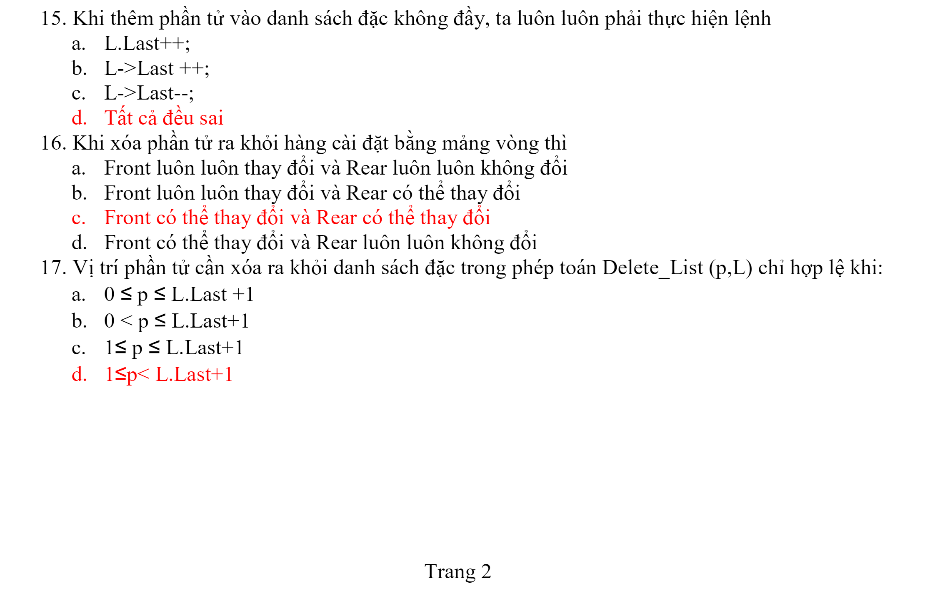 15. Khi thêm phần tử vào danh sách đặc không đầy, ta luôn luôn phải thực hiện lệnh
a. L.Last++;
b. L->Last ++;
c. L->Last--;
d. Tất cả đều sai
16. Khi xóa phần tử ra khỏi hàng cài đặt bằng mảng vòng thì
a. Front luôn luôn thay đổi và Rear luôn luôn không đổi
b. Front luôn luôn thay đổi và Rear có thể thay đổi
c. Front có thể thay đổi và Rear có thể thay đổi
d. Front có thể thay đổi và Rear luôn luôn không đổi
17. Vị trí phần tử cần xóa ra khỏi danh sách đặc trong phép toán Delete_List (p,L) chỉ hợp lệ khi:
a. 0 ≤ p ≤ L.Last +1
b. 0 < p ≤ L.Last+1
c. 1≤ p ≤ L.Last+1
d. 1≤p< L.Last+1
Trang 2